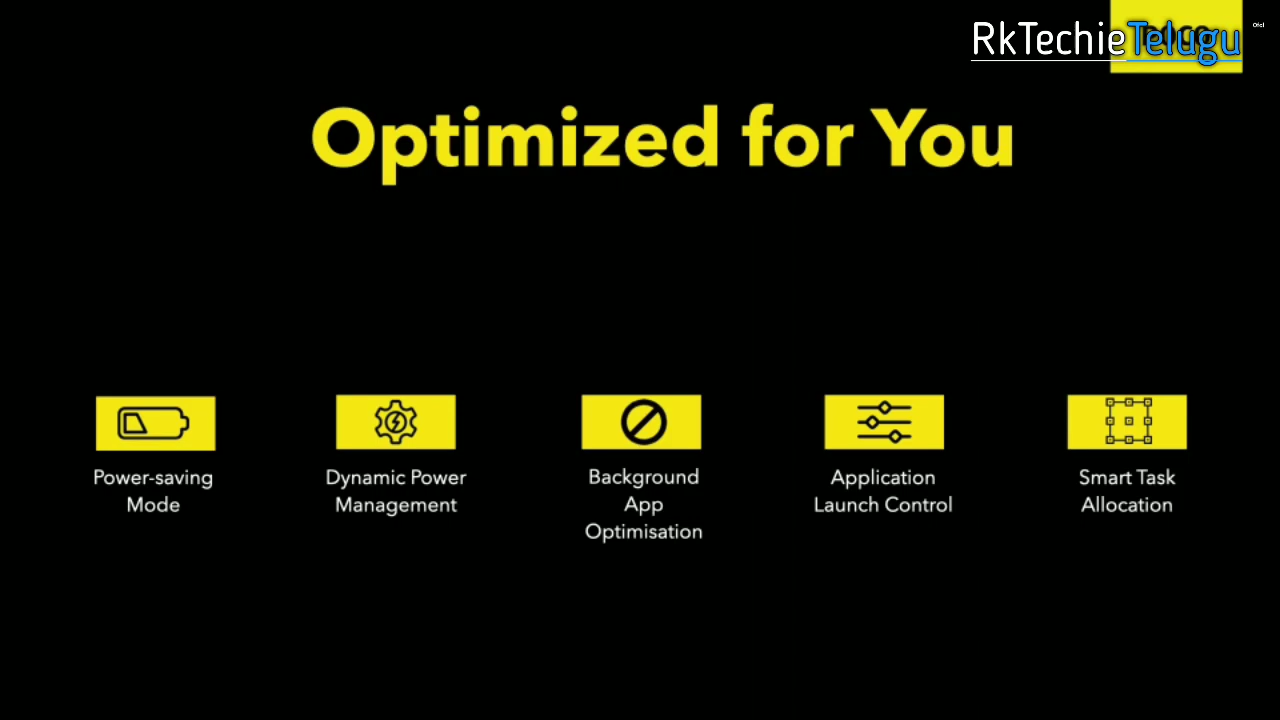 RkTechieTelugu
Optimized for You
Power-saving
Mode
Dynamic Power
Management
Background
App
Optimisation
Application
Launch Control
Smart Task
Allocation